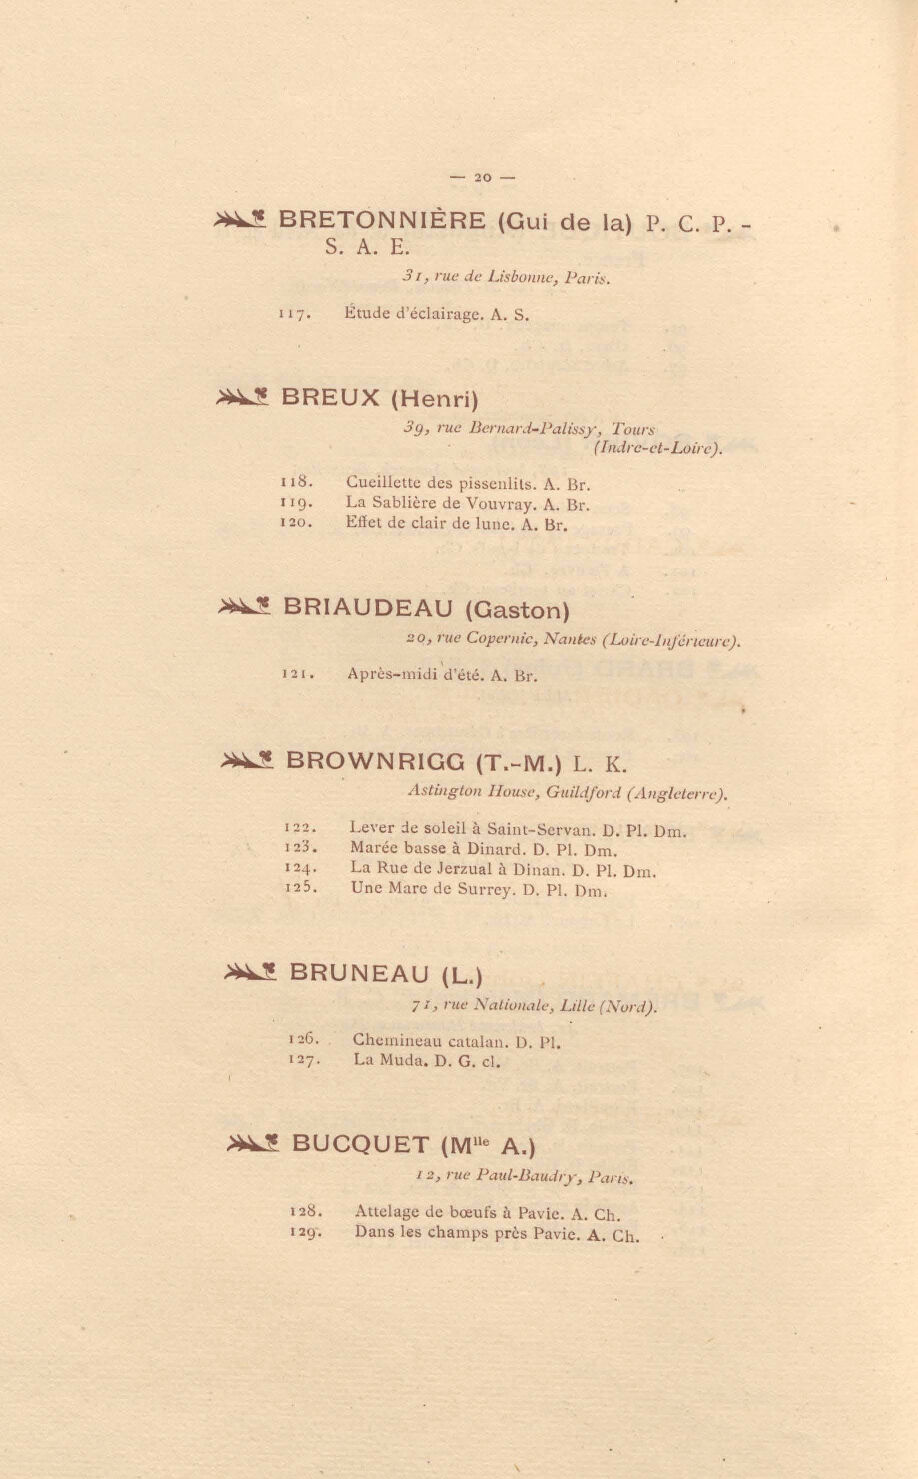 — 20 —
BRETONNIÈRE (Gui de la) P. C. P. -
S. A. E.
31, rue de Lisbonne, Paris.
117. Étude d'éclairage. A. S.
BREUX (Henri)
39, rue Bernard-Palissy, Tours
(Indre-et-Loire).
118. Cueillette des pissenlits. A. Br.
119. La Sablière de Vouvray. A. Br.
120. Effet de clair de lune. A. Br.
BRIAUDEAU (Gaston)
20, rue Copernic, Nantes (Loire-Inférieure).
121. Après-midi d'été. A. Br.
BROWNRIGG (T.-M.) L. K.
Astington House, Guildford (Angleterre).
122. Lever de soleil à Saint-Servan. D. Pl. Dm.
123. Marée basse à Dinard. D. Pl. Dm.
124. La Rue de Jerzual à Dinan. D. Pl. Dm.
125. Une Mare de Surrey. D. Pl. Dm.
BRUNEAU (L.)
71, rue Nationale, Lille (Nord).
126. Chemineau catalan. D. Pl.
127. La Muda. D. G. cl.
BUCQUET (Mlle A.)
12, rue Paul-Baudry, Paris.
128. Attelage de bœufs à Pavie. A. Ch.
129. Dans les champs près Pavie. A. Ch.